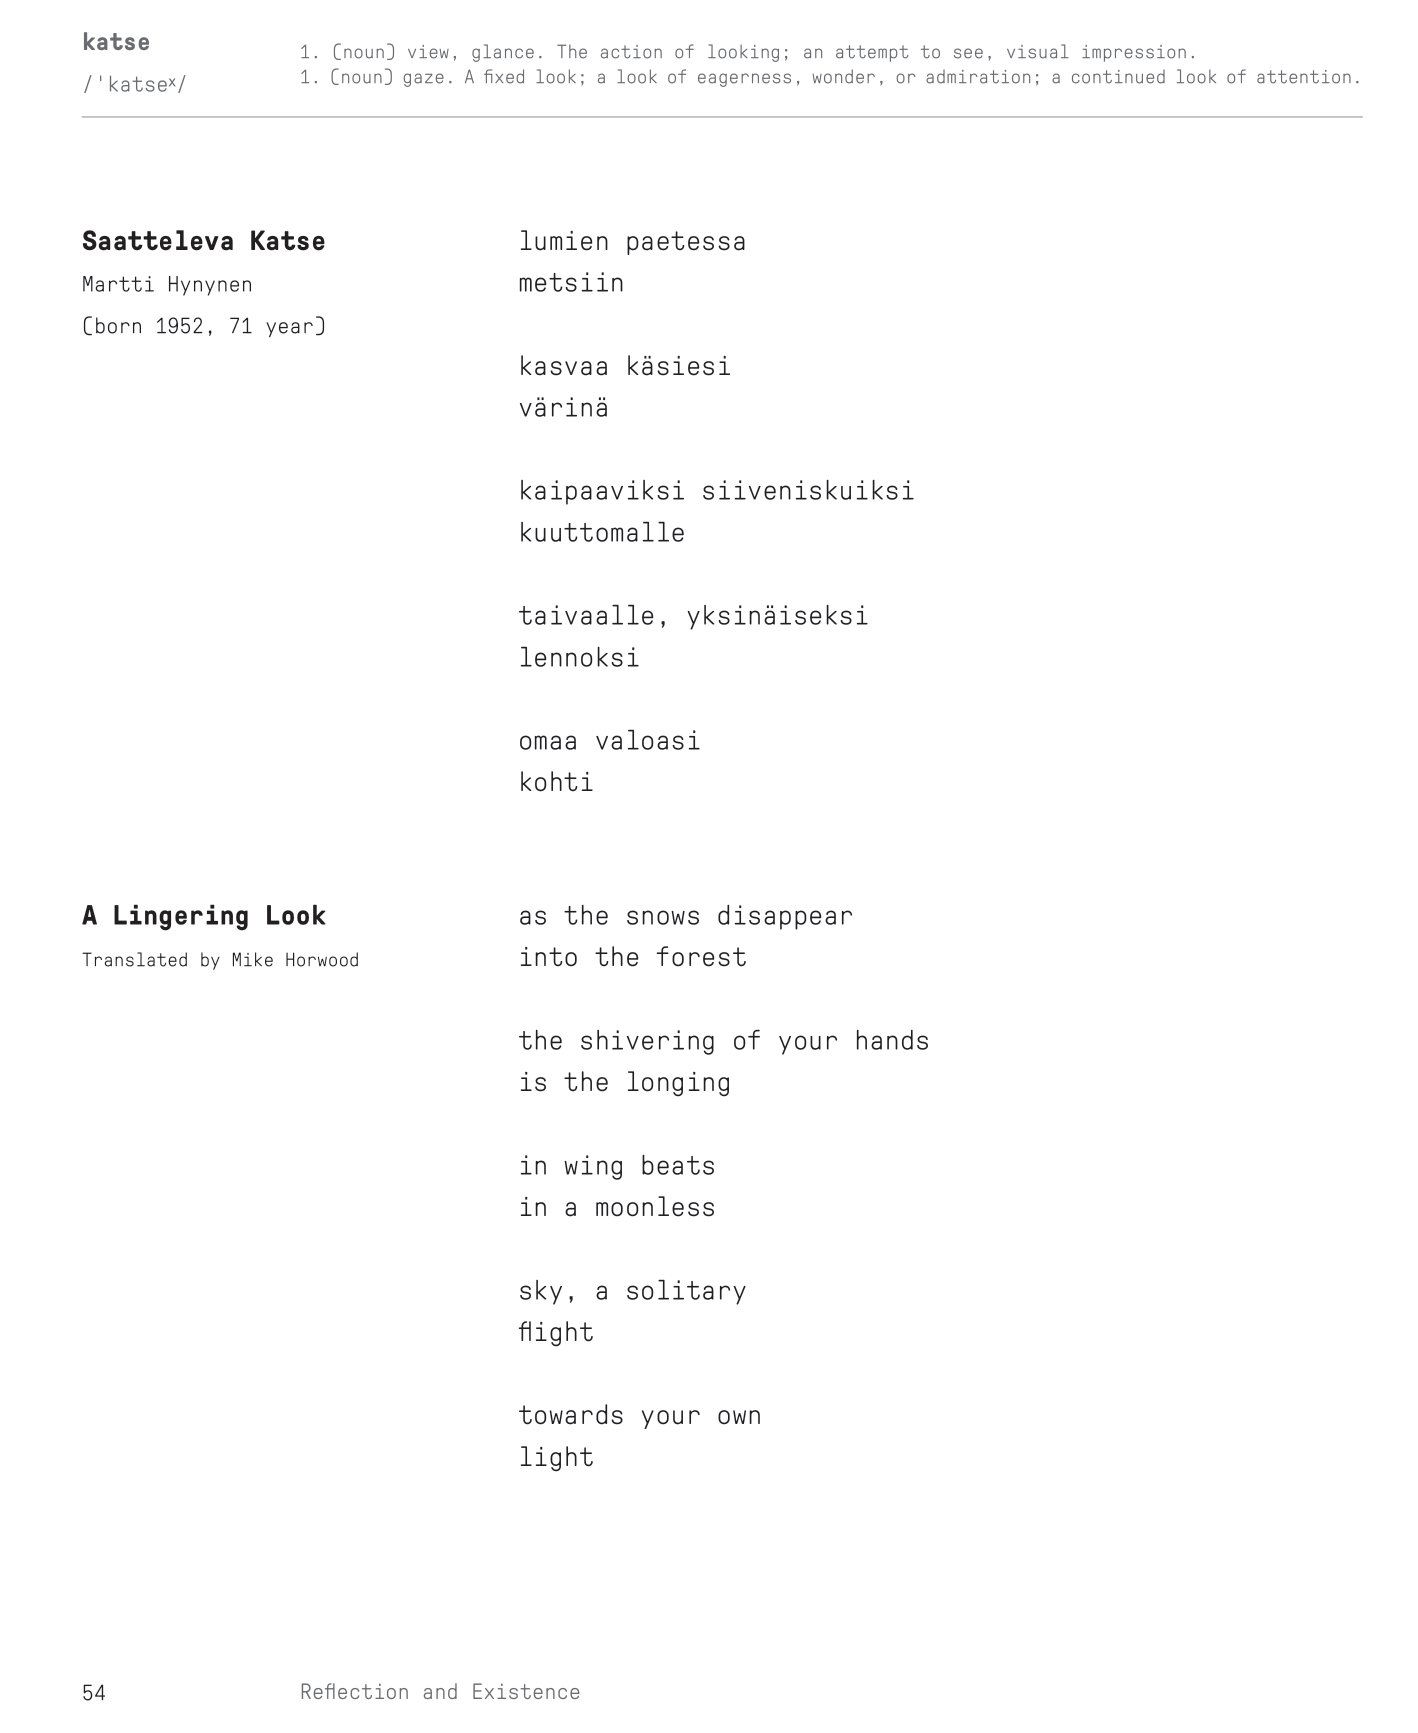 katse
/ˈkatseˣ/
1. (noun) view, glance. The action of looking; an attempt to see, visual impression.
1. (noun) gaze. A fixed look; a look of eagerness, wonder, or admiration; a continued look of attention.
Saatteleva Katse
Martti Hynynen
(born 1952, 71 year)
lumien paetessa
metsiin
kasvaa käsiesi
värinä
kaipaaviksi siiveniskuiksi
kuuttomalle
taivaalle, yksinäiseksi
lennoksi
omaa valoasi
kohti
A Lingering Look
Translated by Mike Horwood
as the snows disappear
into the forest
the shivering of your hands
is the longing
in wing beats
in a moonless
sky, a solitary
flight
towards your own
light
54
Reflection and Existence